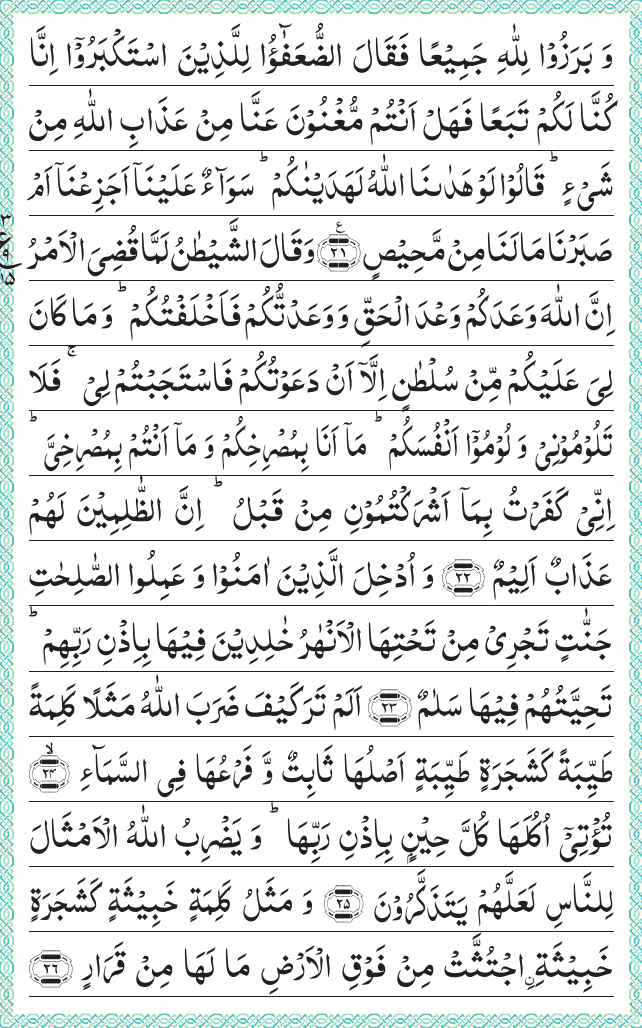 وَ بَرَزُوْا لِلّٰهِ جَمِيْعًا فَقَالَ الضُّعَفٰٓؤُا لِلَّذِيْنَ اسْتَكْبَرُوْۤا اِنَّا
كُنَّا لَكُمْ تَبَعًا فَهَلْ اَنْتُمْ مُّغْنُوْنَ عَنَّا مِنْ عَذَابِ اللّٰهِ مِنْ
شَىْءٍ ؕ قَالُوْا لَوْ هَدٰٮنَا اللّٰهُ لَهَدَيْنٰكُمْ ؕ سَوَآءٌ عَلَيْنَاۤ اَجَزِعْنَاۤ اَمْ
صَبَرْنَا مَا لَنَا مِنْ مَّحِيْصٍ ﴿۲۱﴾ ع وَ قَالَ الشَّيْطٰنُ لَمَّا قُضِىَ الْاَمْرُ
اِنَّ اللّٰهَ وَعَدَكُمْ وَعْدَ الْحَقِّ وَ وَعَدْتُّكُمْ فَاَخْلَفْتُكُمْ ؕ وَ مَا كَانَ
لِىَ عَلَيْكُمْ مِّنْ سُلْطٰنٍ اِلَّاۤ اَنْ دَعَوْتُكُمْ فَاسْتَجَبْتُمْ لِىْ ۚ فَلَا
تَلُوْمُوْنِىْ وَ لُوْمُوْۤا اَنْفُسَكُمْ ؕ مَاۤ اَنَا بِمُصْرِخِكُمْ وَ مَاۤ اَنْتُمْ بِمُصْرِخِىَّ ؕ
اِنِّىْ كَفَرْتُ بِمَاۤ اَشْرَكْتُمُوْنِ مِنْ قَبْلُ ؕ اِنَّ الظّٰلِمِيْنَ لَهُمْ
عَذَابٌ اَلِيْمٌ ﴿۲۲﴾ وَ اُدْخِلَ الَّذِيْنَ اٰمَنُوْا وَ عَمِلُوا الصّٰلِحٰتِ
جَنّٰتٍ تَجْرِىْ مِنْ تَحْتِهَا الْاَنْهٰرُ خٰلِدِيْنَ فِيْهَا بِاِذْنِ رَبِّهِمْ ؕ
تَحِيَّتُهُمْ فِيْهَا سَلٰمٌ ﴿۲۳﴾ اَلَمْ تَرَ كَيْفَ ضَرَبَ اللّٰهُ مَثَلًا كَلِمَةً
طَيِّبَةً كَشَجَرَةٍ طَيِّبَةٍ اَصْلُهَا ثَابِتٌ وَّ فَرْعُهَا فِى السَّمَآءِ ﴿۲۴﴾ ۙ
تُؤْتِىْۤ اُكُلَهَا كُلَّ حِيْنٍۭ بِاِذْنِ رَبِّهَا ؕ وَ يَضْرِبُ اللّٰهُ الْاَمْثَالَ
لِلنَّاسِ لَعَلَّهُمْ يَتَذَكَّرُوْنَ ﴿۲۵﴾ وَ مَثَلُ كَلِمَةٍ خَبِيْثَةٍ كَشَجَرَةٍ
خَبِيْثَةِ ۟اجْتُثَّتْ مِنْ فَوْقِ الْاَرْضِ مَا لَهَا مِنْ قَرَارٍ ﴿۲۶﴾